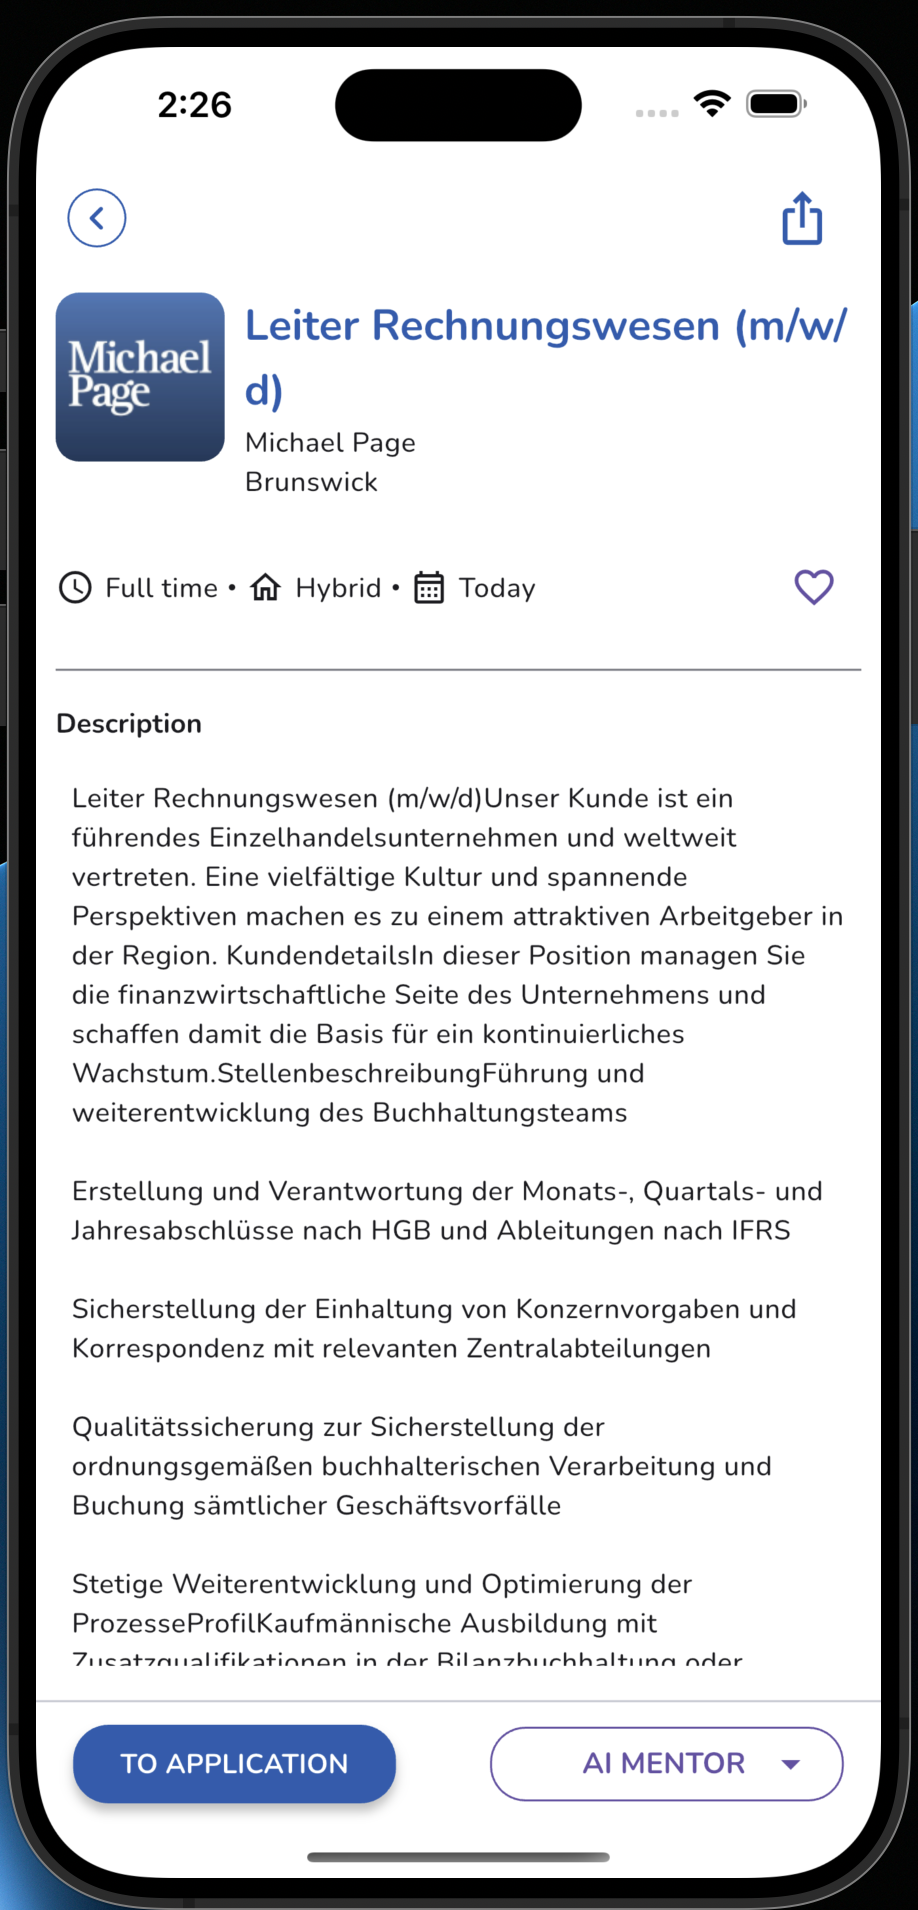 2:26
Michael
Page
Leiter Rechnungswesen (m/w/
d)
Michael Page
Brunswick
Full time • Hybrid • Today
Description
Leiter Rechnungswesen (m/w/d)Unser Kunde ist ein
führendes Einzelhandelsunternehmen und weltweit
vertreten. Eine vielfältige Kultur und spannende
Perspektiven machen es zu einem attraktiven Arbeitgeber in
der Region. KundendetailsIn dieser Position managen Sie
die finanzwirtschaftliche Seite des Unternehmens und
schaffen damit die Basis für ein kontinuierliches
Wachstum.StellenbeschreibungFührung und
weiterentwicklung des Buchhaltungsteams
Erstellung und Verantwortung der Monats-, Quartals- und
Jahresabschlüsse nach HGB und Ableitungen nach IFRS
Sicherstellung der Einhaltung von Konzernvorgaben und
Korrespondenz mit relevanten Zentralabteilungen
Qualitätssicherung zur Sicherstellung der
ordnungsgemäßen buchhalterischen Verarbeitung und
Buchung sämtlicher Geschäftsvorfälle
Stetige Weiterentwicklung und Optimierung der
ProzesseProfilKaufmännische Ausbildung mit
Zusatzqualifikationen in der Bilanzbuchhaltung oder
TO APPLICATION
AI MENTOR